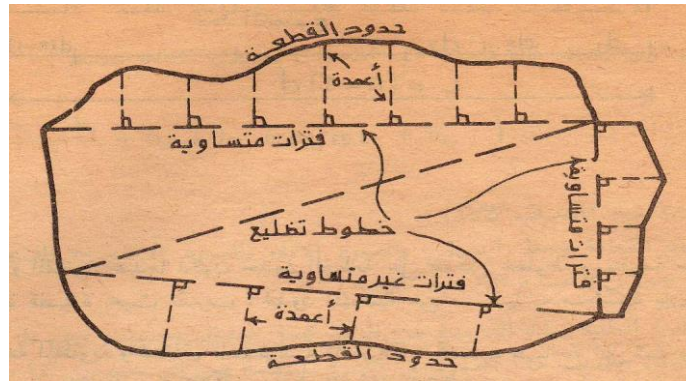 حدود القطعة
أعمدة
فترات متساوية
فترات متساوية
خطوط تضليع
فترات غير متساوية
أعمدة
حدود القطعة